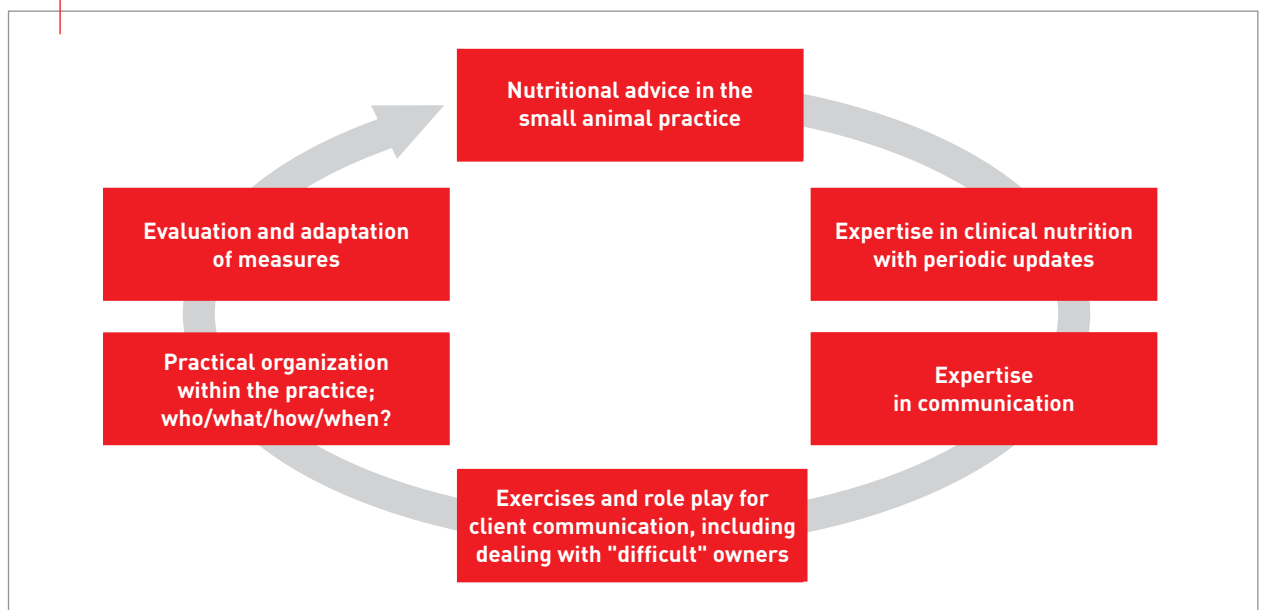 Nutritional advice in the
small animal practice
Expertise in clinical nutrition
with periodic updates
Expertise
in communication
Exercises and role play for
client communication, including
dealing with "difficult" owners
Practical organization
within the practice;
who/what/how/when?
Evaluation and adaptation
of measures